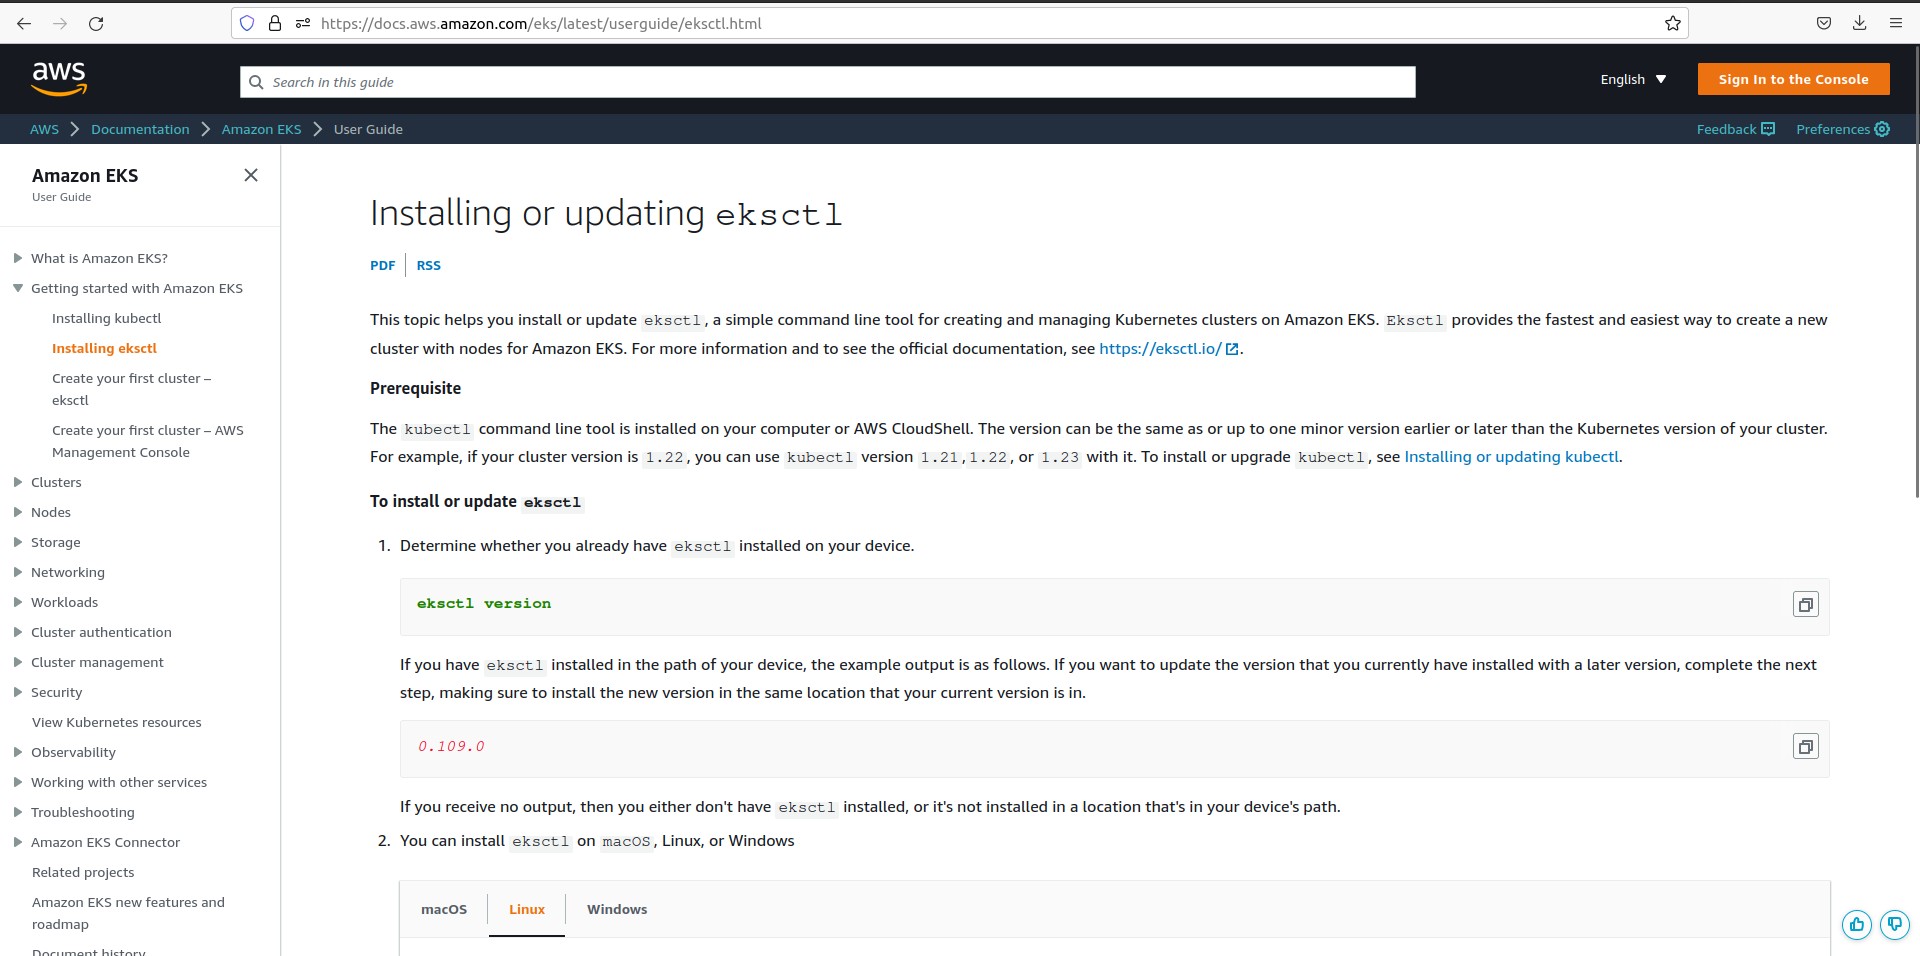 https://docs.aws.amazon.com/eks/latest/userguide/eksctl.html
aws
Search in this guide
English
Sign In to the Console
AWS > Documentation > Amazon EKS > User Guide
Feedback
Preferences
Amazon EKS
User Guide
What is Amazon EKS?
Getting started with Amazon EKS
Installing kubectl
Installing eksctl
Create your first cluster –
eksctl
Create your first cluster – AWS
Management Console
Clusters
Nodes
Storage
Networking
Workloads
Cluster authentication
Cluster management
Security
View Kubernetes resources
Observability
Working with other services
Troubleshooting
Amazon EKS Connector
Related projects
Amazon EKS new features and
roadmap
Document history
Installing or updating eksctl
PDF | RSS
This topic helps you install or update eksctl, a simple command line tool for creating and managing Kubernetes clusters on Amazon EKS. Eksctl provides the fastest and easiest way to create a new
cluster with nodes for Amazon EKS. For more information and to see the official documentation, see https://eksctl.io/.
Prerequisite
The kubectl command line tool is installed on your computer or AWS CloudShell. The version can be the same as or up to one minor version earlier or later than the Kubernetes version of your cluster.
For example, if your cluster version is 1.22, you can use kubectl version 1.21,1.22, or 1.23 with it. To install or upgrade kubectl, see Installing or updating kubectl.
To install or update eksctl
1. Determine whether you already have eksctl installed on your device.
eksctl version
If you have eksctl installed in the path of your device, the example output is as follows. If you want to update the version that you currently have installed with a later version, complete the next
step, making sure to install the new version in the same location that your current version is in.
0.109.0
If you receive no output, then you either don't have eksctl installed, or it's not installed in a location that's in your device's path.
2. You can install eksctl on macOS, Linux, or Windows
macOS
Linux
Windows